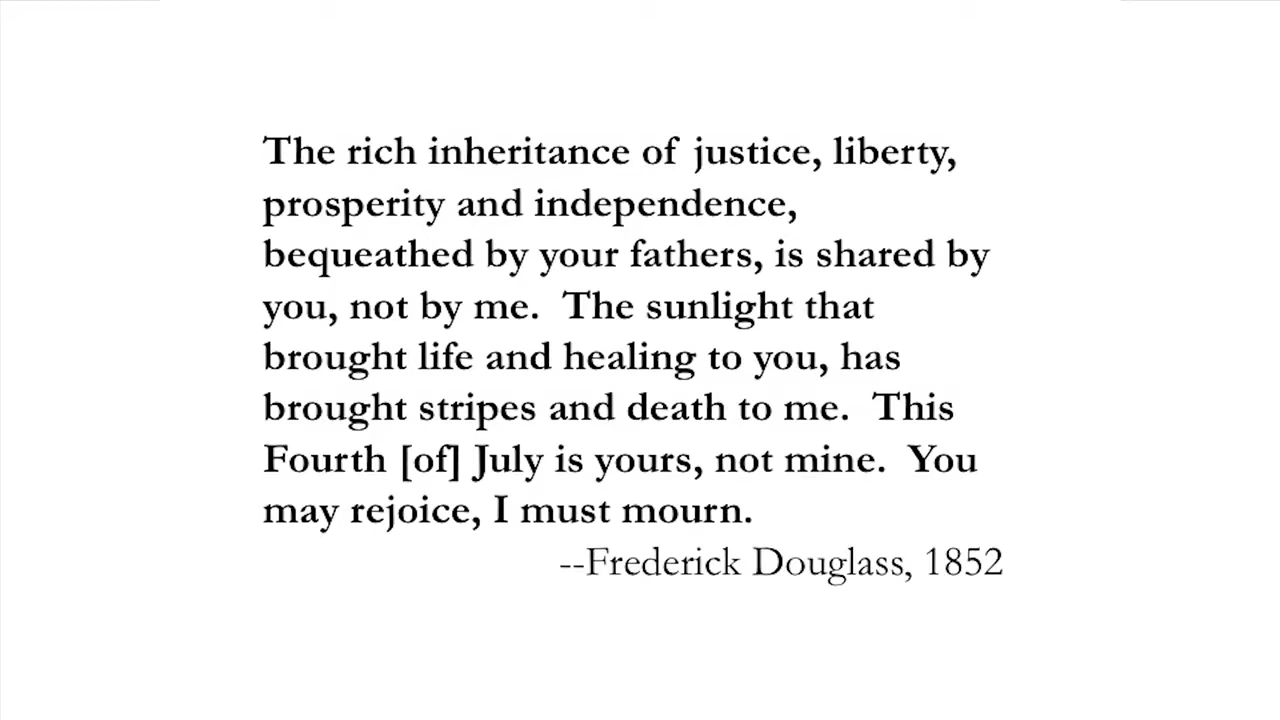 The rich inheritance of justice, liberty,
prosperity and independence,
bequeathed by your fathers, is shared by
you, not by me.  The sunlight that
brought life and healing to you, has
brought stripes and death to me.  This
Fourth [of] July is yours, not mine.  You
may rejoice, I must mourn.
--Frederick Douglass, 1852